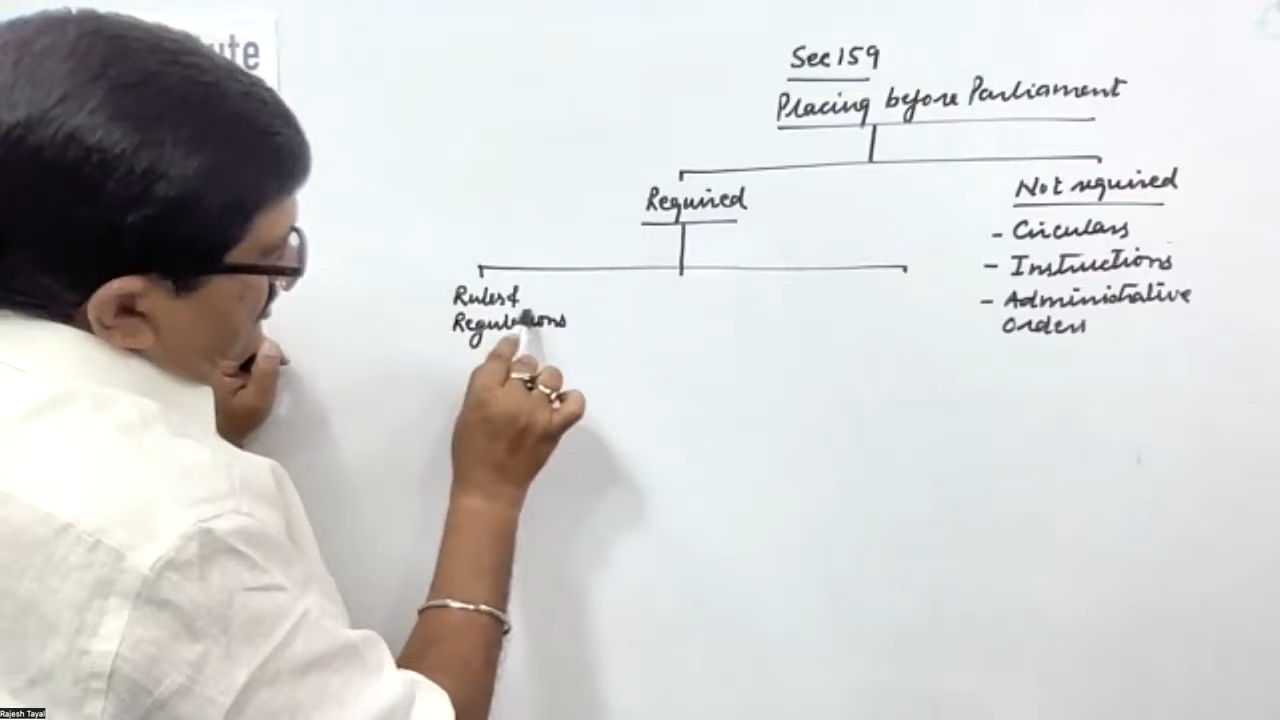 Sec 159
Placing before Parliament
Required
Not required
- Circulars
- Instructions
- Administrative
Orders
Rules &
Regulations
Rajesh Tayal